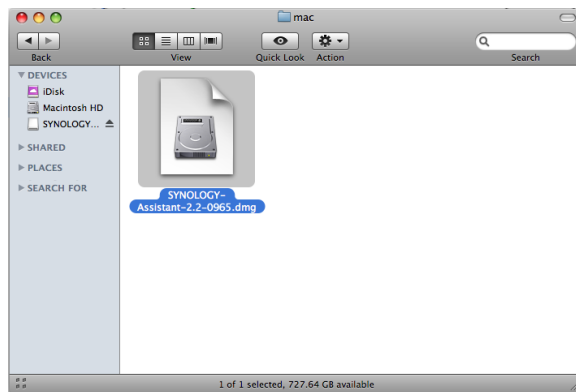 mac
Back
View
Quick Look
Action
Search
DEVICES
iDisk
Macintosh HD
SYNOLOGY...
SHARED
PLACES
SEARCH FOR
SYNOLOGY-
Assistant-2.2-0965.dmg
1 of 1 selected, 727.64 GB available